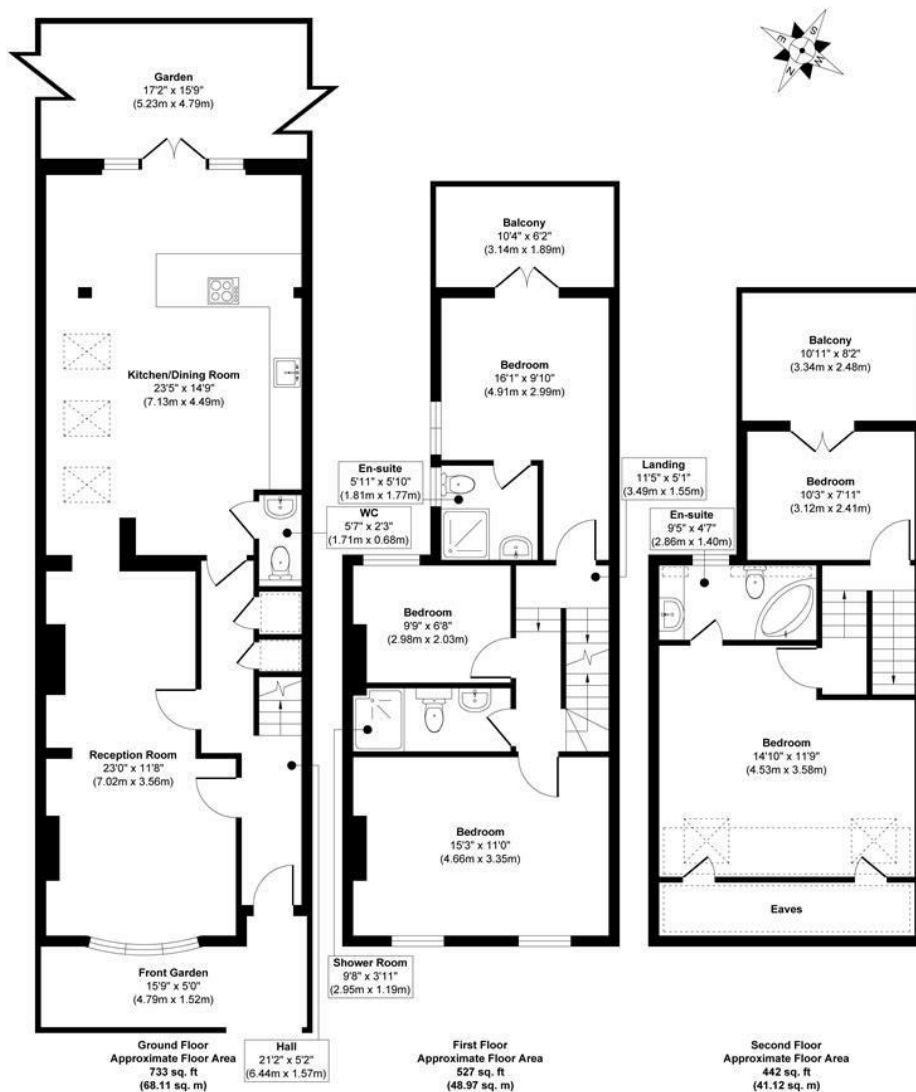 S
E
W
N
Garden
17'2" x 15'9"
(5.23m x 4.79m)
Kitchen/Dining Room
23'5" x 14'9"
(7.13m x 4.49m)
WC
5'7" x 2'3"
(1.71m x 0.68m)
Reception Room
23'0" x 11'8"
(7.02m x 3.56m)
Front Garden
15'9" x 5'0"
(4.79m x 1.52m)
Hall
21'2" x 5'2"
(6.44m x 1.57m)
Ground Floor
Approximate Floor Area
733 sq. ft
(68.11 sq. m)
Balcony
10'4" x 6'2"
(3.14m x 1.89m)
Bedroom
16'1" x 9'10"
(4.91m x 2.99m)
En-suite
5'11" x 5'10"
(1.81m x 1.77m)
Landing
11'5" x 5'1"
(3.49m x 1.55m)
Bedroom
9'9" x 6'8"
(2.98m x 2.03m)
Bedroom
15'3" x 11'0"
(4.66m x 3.35m)
Shower Room
9'8" x 3'11"
(2.95m x 1.19m)
First Floor
Approximate Floor Area
527 sq. ft
(48.97 sq. m)
Balcony
10'11" x 8'2"
(3.34m x 2.48m)
Bedroom
10'3" x 7'11"
(3.12m x 2.41m)
En-suite
9'5" x 4'7"
(2.86m x 1.40m)
Bedroom
14'10" x 11'9"
(4.53m x 3.58m)
Eaves
Second Floor
Approximate Floor Area
442 sq. ft
(41.12 sq. m)